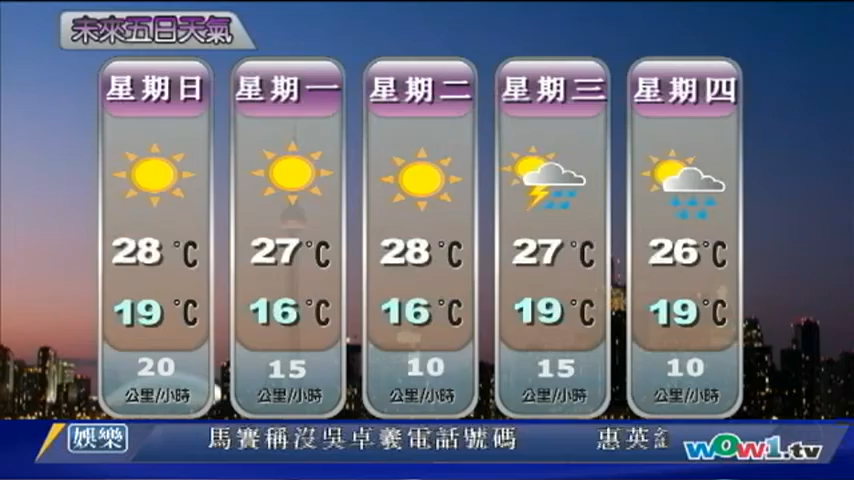 未來五日天氣
星期日 星期一 星期二 星期三 星期四
28 °C 27 °C 28 °C 27 °C 26 °C
19 °C 16 °C 16 °C 19 °C 19 °C
20 15 10 15 10
公里/小時 公里/小時 公里/小時 公里/小時 公里/小時
娛樂 馬賽稱沒吳卓羲電話號碼 惠英 wow1.tv